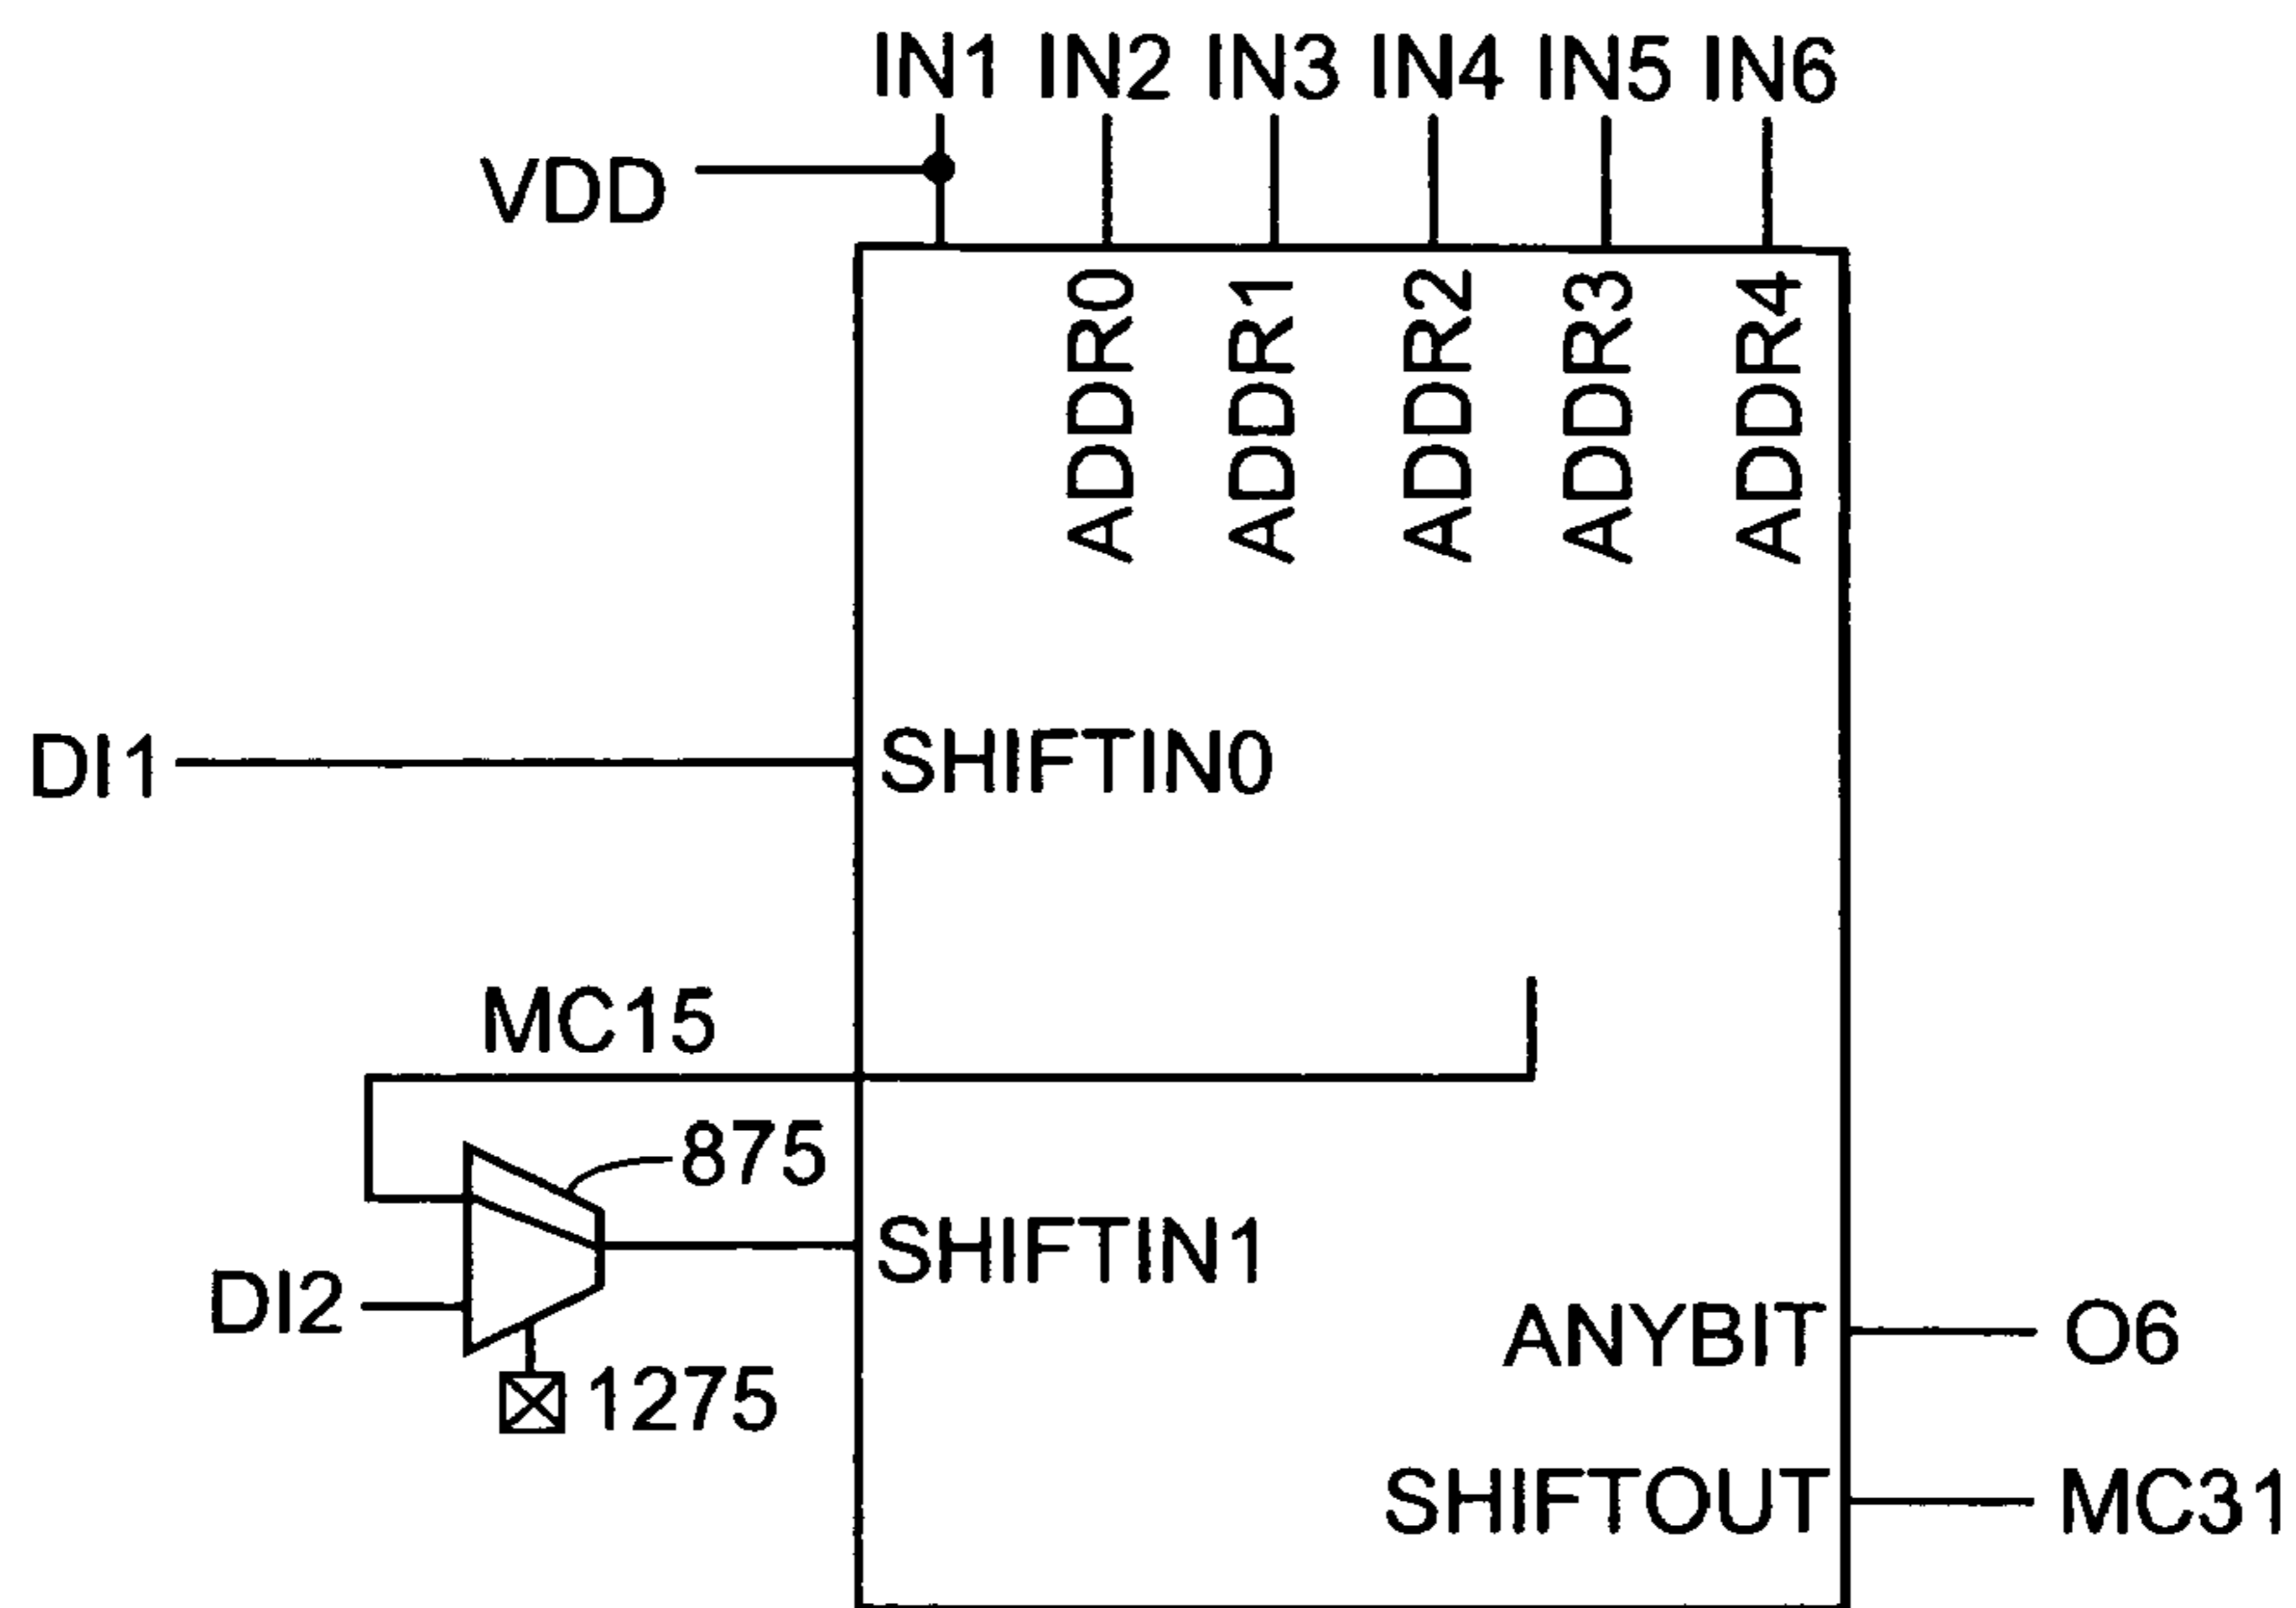 IN1 IN2 IN3 IN4 IN5 IN6
VDD
ADDR0
ADDR1
ADDR2
ADDR3
ADDR4
DI1
SHIFTIN0
MC15
875
SHIFTIN1
DI2
1275
ANYBIT
O6
SHIFTOUT
MC31